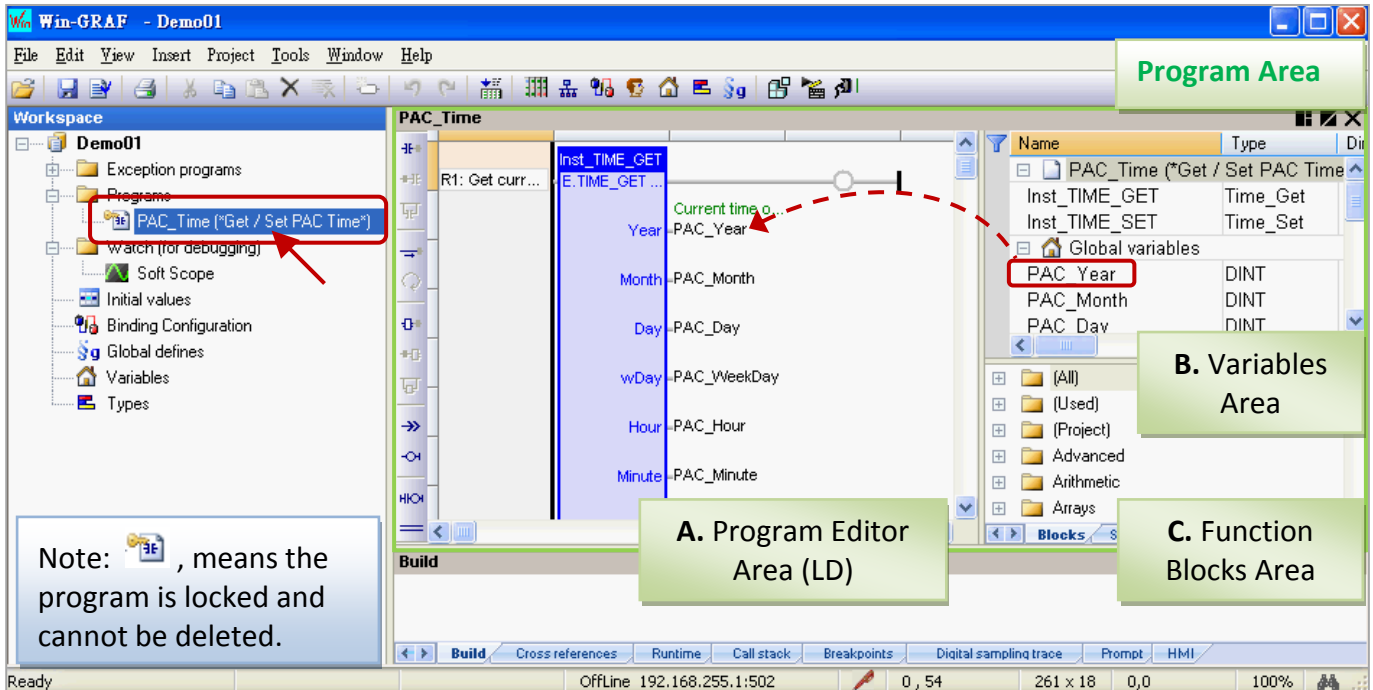 Win-GRAF - Demo01
File Edit View Insert Project Tools Window Help
Program Area
Workspace
Demo01
Exception programs
Programs
PAC_Time (*Get / Set PAC Time*)
Watch (for debugging)
Soft Scope
Initial values
Binding Configuration
Global defines
Variables
Types
Note: , means the
program is locked and
cannot be deleted.
PAC_Time
R1: Get curr...
Inst_TIME_GET
E.TIME_GET ...
Current time o...
Year PAC_Year
Month PAC_Month
Day PAC_Day
wDay PAC_WeekDay
Hour PAC_Hour
Minute PAC_Minute
A. Program Editor
Area (LD)
Name Type Dir
PAC_Time (*Get / Set PAC Time
Inst_TIME_GET Time_Get
Inst_TIME_SET Time_Set
Global variables
PAC_Year DINT
PAC_Month DINT
PAC_Day DINT
B. Variables
Area
(All)
(Used)
(Project)
Advanced
Arithmetic
Arrays
Blocks S
C. Function
Blocks Area
Build
Build Cross references Runtime Call stack Breakpoints Digital sampling trace Prompt HMI
Ready OffLine 192.168.255.1:502 0 , 54 261 x 18 0,0 100%